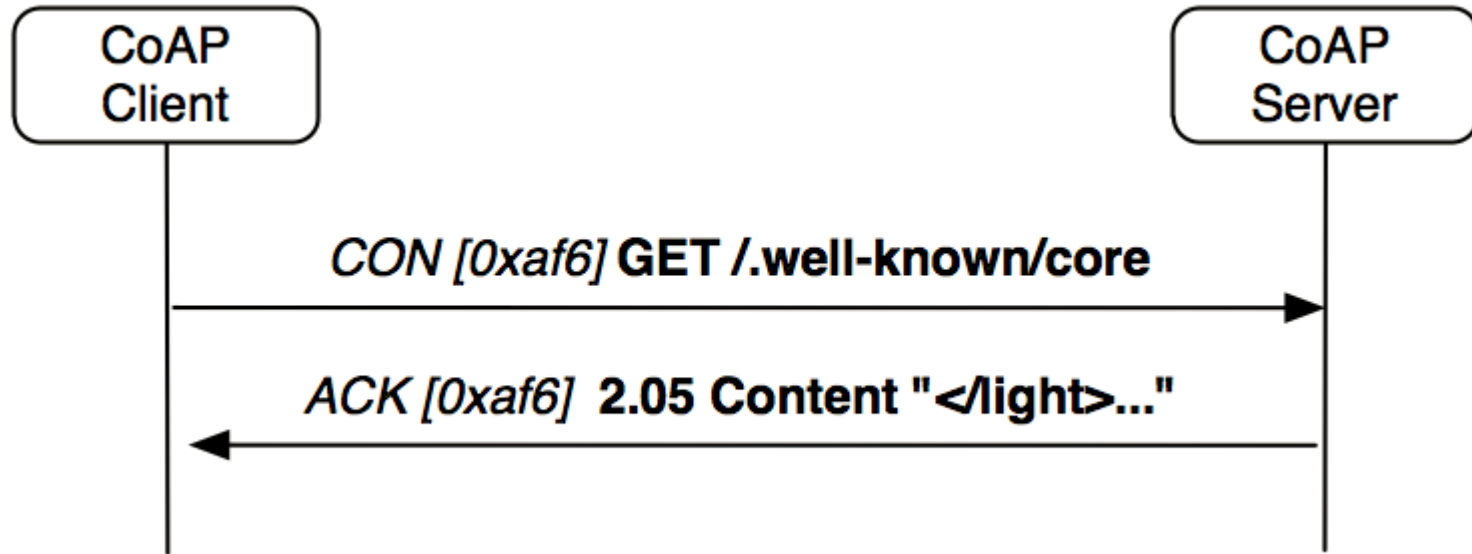 CoAP
Client
CoAP
Server
CON [0xaf6] GET /.well-known/core
ACK [0xaf6] 2.05 Content "</light>..."